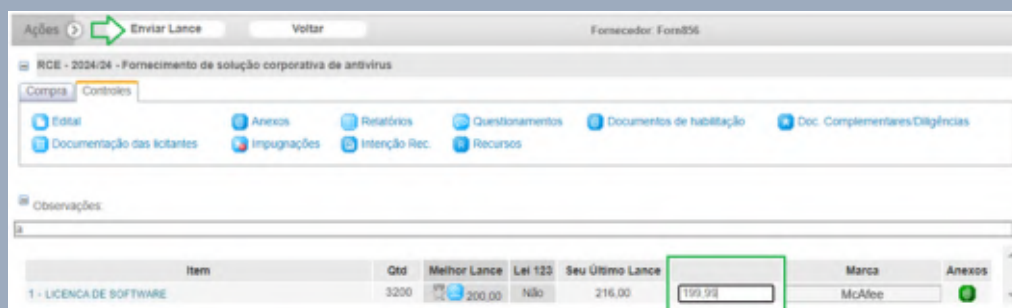 Ações Enviar Lance Voltar Fornecedor: Forn856
RCE - 2024/24 - Fornecimento de solução corporativa de antivírus
Compra Controles
Edital Anexos Relatórios Questionamentos Documentos de habilitação Doc. Complementares/Diligências
Documentação das licitantes Impugnações Intenção Rec. Recursos
Observações:
a
Item Qtd Melhor Lance Lei 123 Seu Último Lance Marca Anexos
1 - LICENCA DE SOFTWARE 3200 200,00 Não 216,00 199,99 McAfee